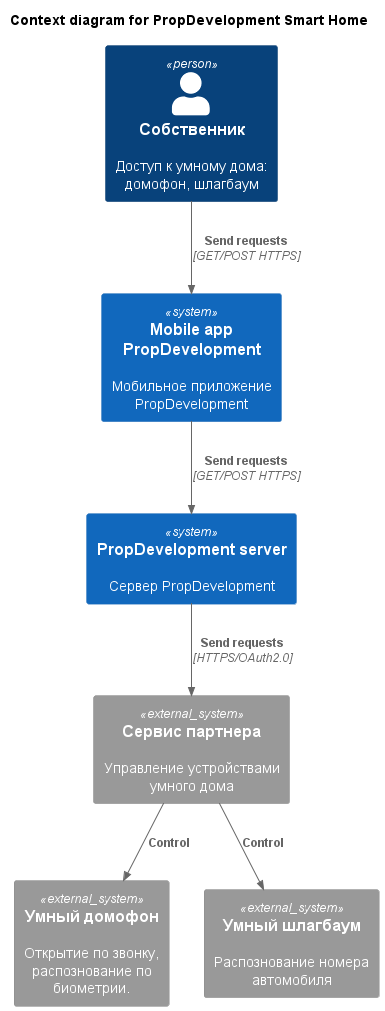 Context diagram for PropDevelopment Smart Home
«person»
Собственник
Доступ к умному дома:
домофон, шлагбаум
Send requests
[GET/POST HTTPS]
«system»
Mobile app
PropDevelopment
Мобильное приложение
PropDevelopment
Send requests
[GET/POST HTTPS]
«system»
PropDevelopment server
Сервер PropDevelopment
Send requests
[HTTPS/OAuth2.0]
«external_system»
Сервис партнера
Управление устройствами
умного дома
Control
Control
«external_system»
Умный домофон
Открытие по звонку,
распознование по
биометрии.
«external_system»
Умный шлагбаум
Распознование номера
автомобиля